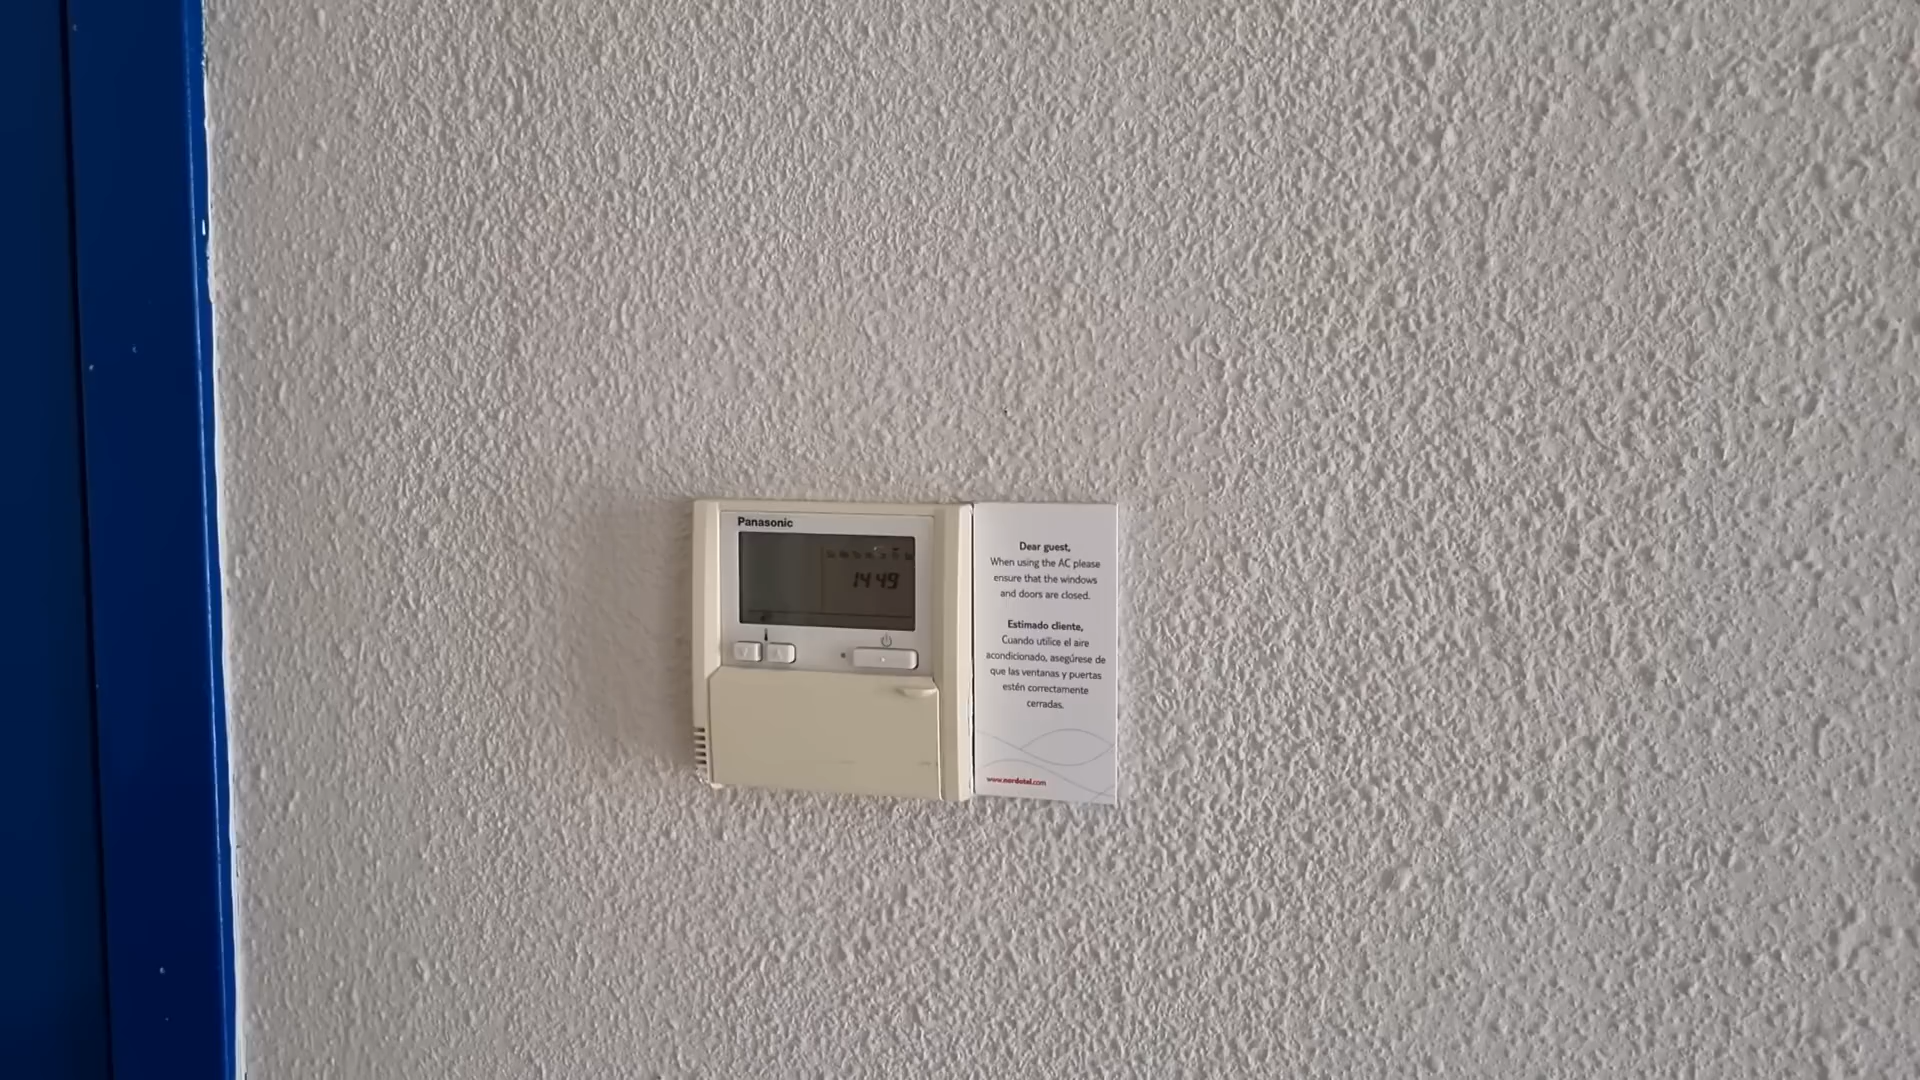 Panasonic
14 49
Dear guest,
When using the AC please
ensure that the windows
and doors are closed.
Estimado cliente,
Cuando utilice el aire
acondicionado, asegúrese de
que las ventanas y puertas
estén correctamente
cerradas.
www.nordotel.com